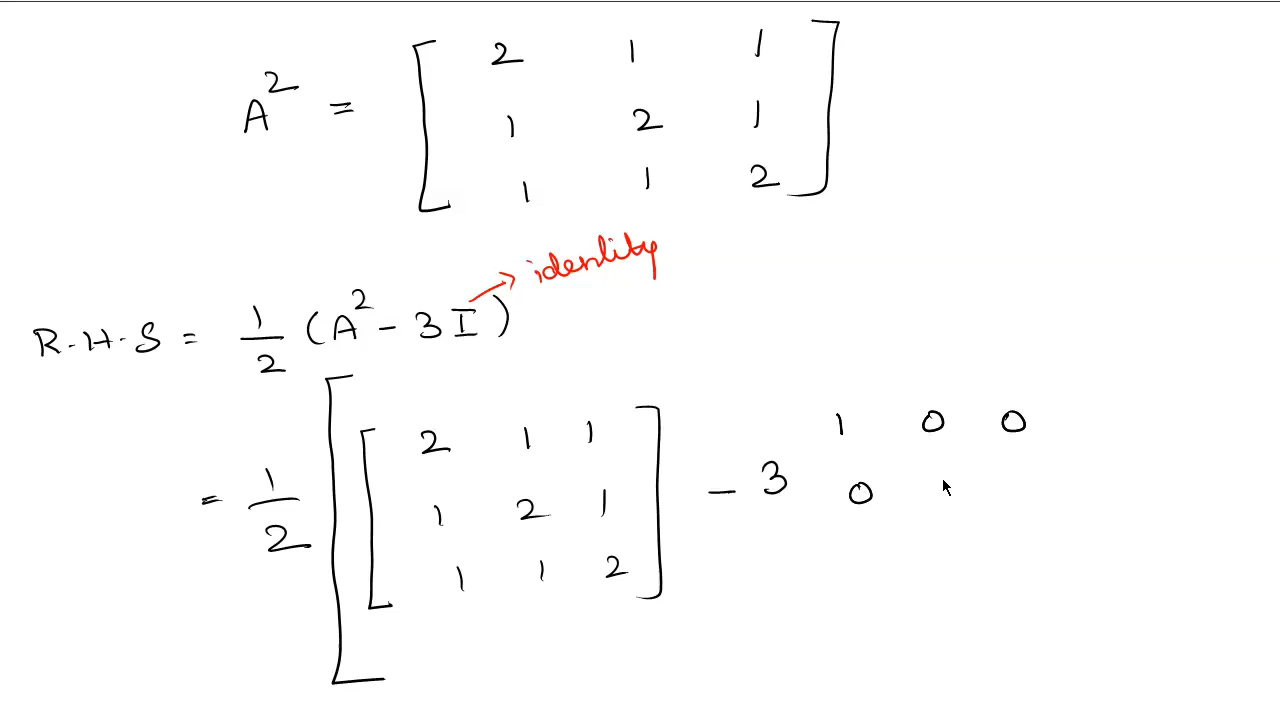 2 1 1
A² = 1 2 1
1 1 2
identity
R.H.S = 1/2 (A² - 3I)
2 1 1 1 0 0
= 1/2 [[ 1 2 1 ] - 3 0
1 1 2